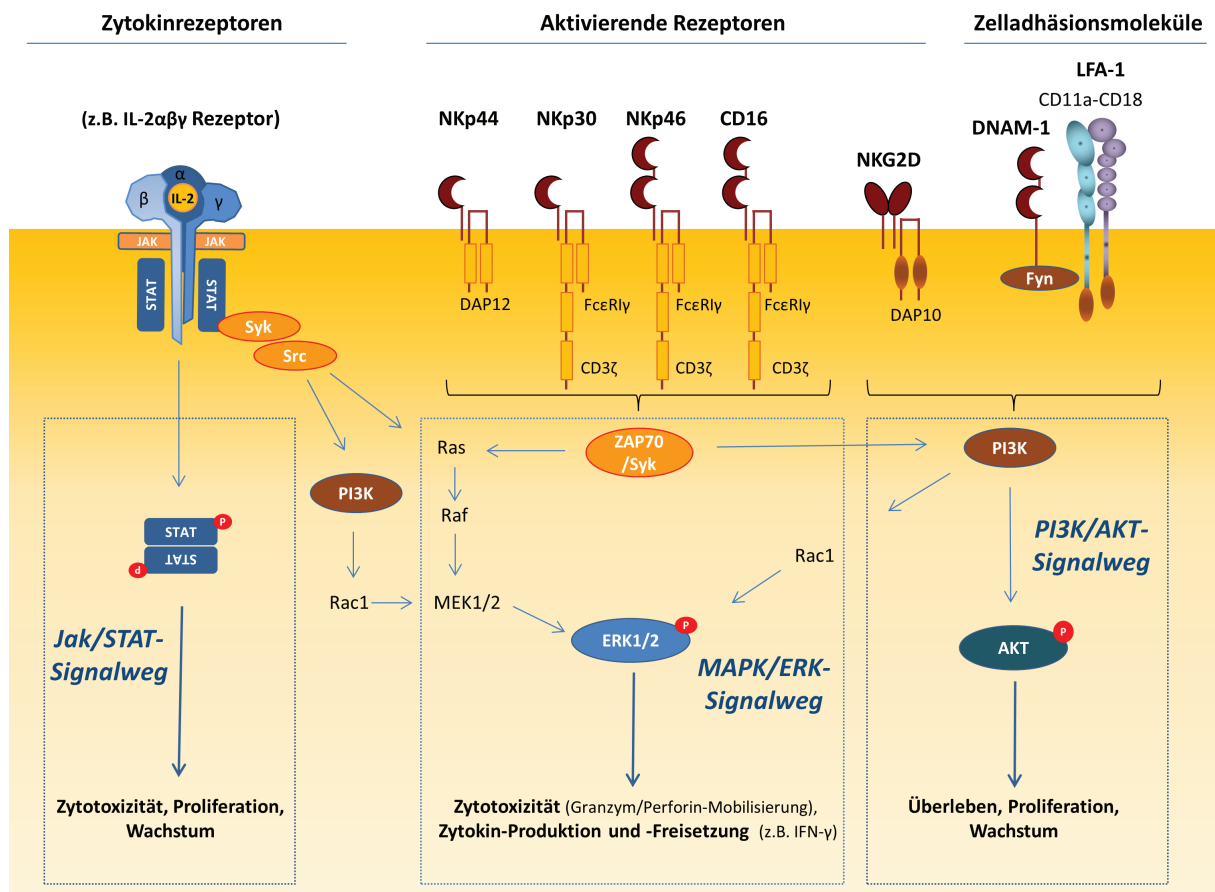 Zytokinrezeptoren
Aktivierende Rezeptoren
Zelladhäsionsmoleküle
(z.B. IL-2αβγ Rezeptor)
α
β
IL-2
γ
JAK
JAK
STAT
STAT
Syk
Src
NKp44
NKp30
NKp46
CD16
NKG2D
DNAM-1
LFA-1
CD11a-CD18
DAP12
FcεRIγ
FcεRIγ
FcεRIγ
CD3ζ
CD3ζ
CD3ζ
DAP10
Fyn
STAT
P
STAT
P
Jak/STAT-
Signalweg
Zytotoxizität, Proliferation,
Wachstum
PI3K
Rac1
Ras
Raf
MEK1/2
ZAP70
/Syk
Rac1
ERK1/2
P
MAPK/ERK-
Signalweg
Zytotoxizität (Granzym/Perforin-Mobilisierung),
Zytokin-Produktion und -Freisetzung (z.B. IFN-γ)
PI3K
PI3K/AKT-
Signalweg
AKT
P
Überleben, Proliferation,
Wachstum